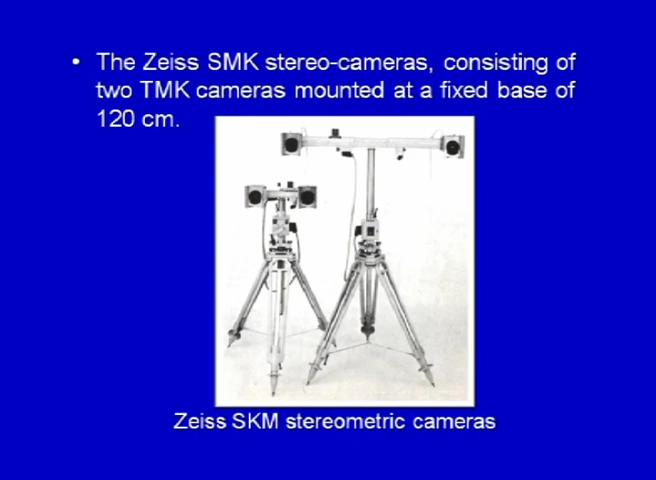 • The Zeiss SMK stereo-cameras, consisting of
two TMK cameras mounted at a fixed base of
120 cm.
Zeiss SKM stereometric cameras